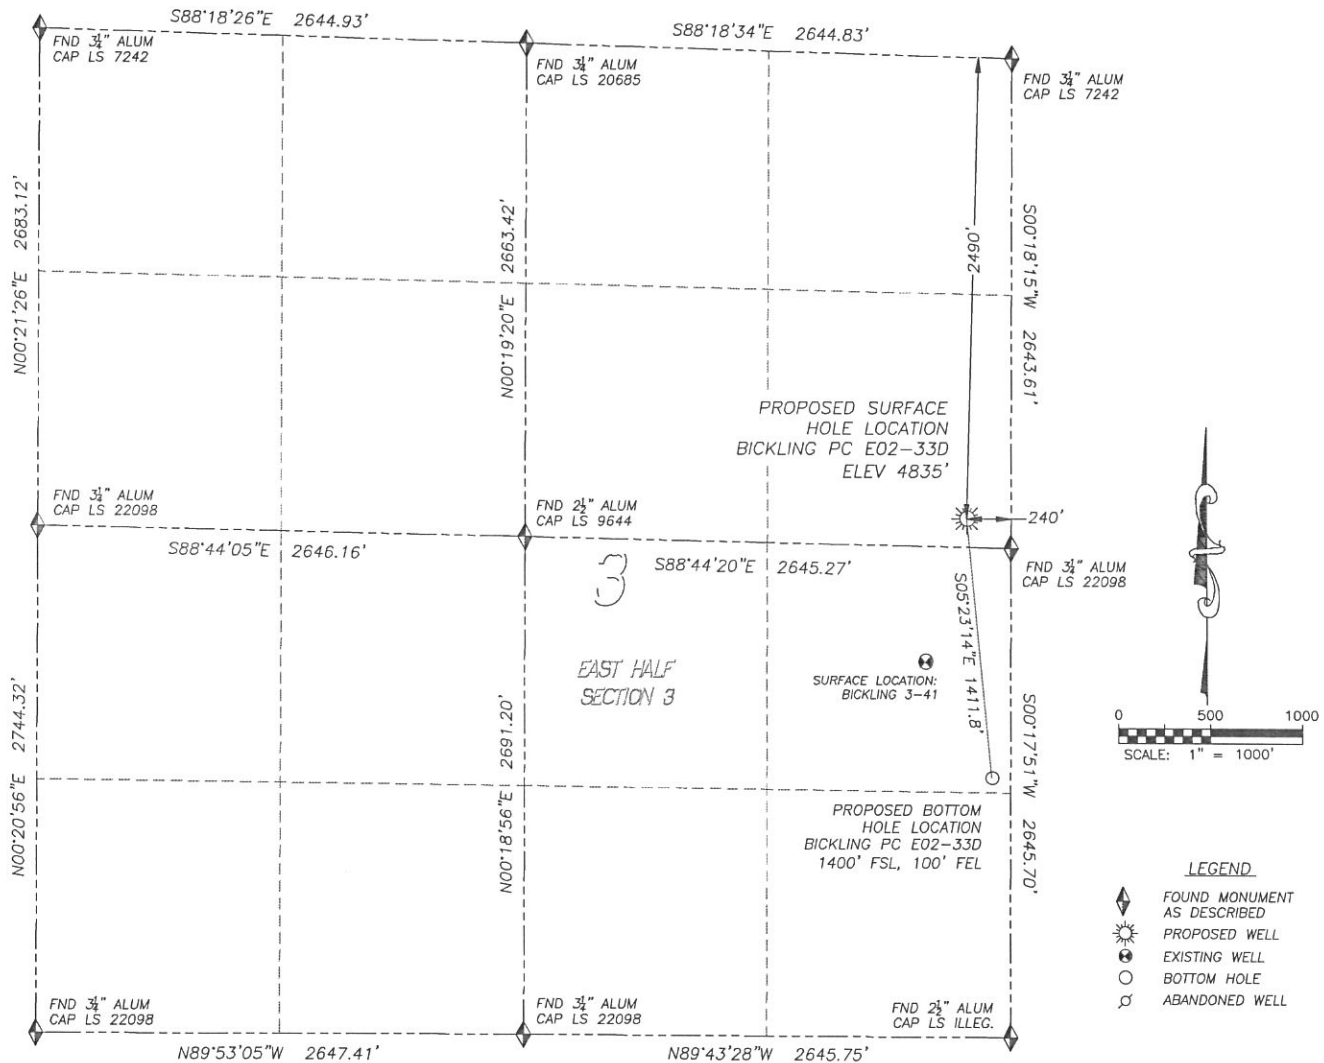 S88°18'26"E 2644.93'
S88°18'34"E 2644.83'
FND 3¼" ALUM
CAP LS 7242
FND 3¼" ALUM
CAP LS 20685
FND 3¼" ALUM
CAP LS 7242
N00°21'26"E 2683.12'
N00°19'20"E 2663.42'
2490'
S00°18'15"W 2643.61'
PROPOSED SURFACE
HOLE LOCATION
BICKLING PC E02-33D
ELEV 4835'
240'
FND 3¼" ALUM
CAP LS 22098
FND 2½" ALUM
CAP LS 9644
S88°44'05"E 2646.16'
S88°44'20"E 2645.27'
FND 3¼" ALUM
CAP LS 22098
3
EAST HALF
SECTION 3
S05°23'14"E 1411.8'
SURFACE LOCATION:
BICKLING 3-41
N00°20'56"E 2744.32'
N00°18'56"E 2691.20'
S00°17'51"W 2645.70'
PROPOSED BOTTOM
HOLE LOCATION
BICKLING PC E02-33D
1400' FSL, 100' FEL
0 500 1000
SCALE: 1" = 1000'
LEGEND
FOUND MONUMENT
AS DESCRIBED
PROPOSED WELL
EXISTING WELL
BOTTOM HOLE
ABANDONED WELL
FND 3¼" ALUM
CAP LS 22098
FND 3¼" ALUM
CAP LS 22098
FND 2½" ALUM
CAP LS ILLEG.
N89°53'05"W 2647.41'
N89°43'28"W 2645.75'